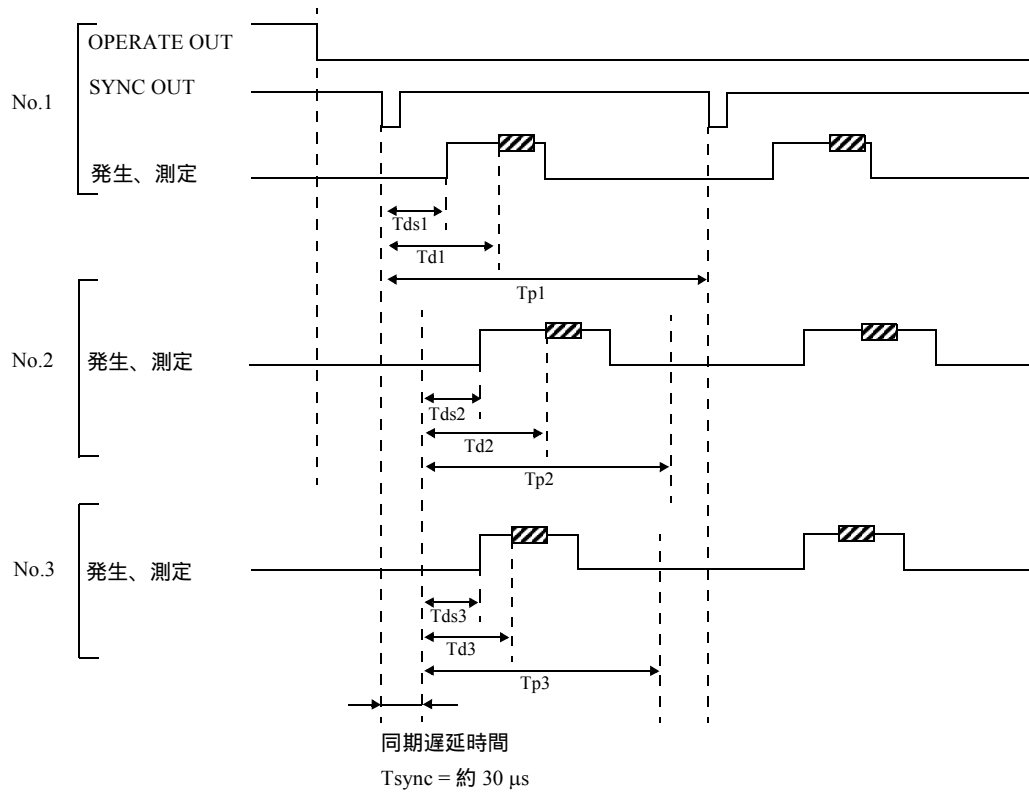 OPERATE OUT
SYNC OUT
No.1
発生、測定
Tds1
Td1
Tp1
No.2
発生、測定
Tds2
Td2
Tp2
No.3
発生、測定
Tds3
Td3
Tp3
同期遅延時間
Tsync = 約 30 μs